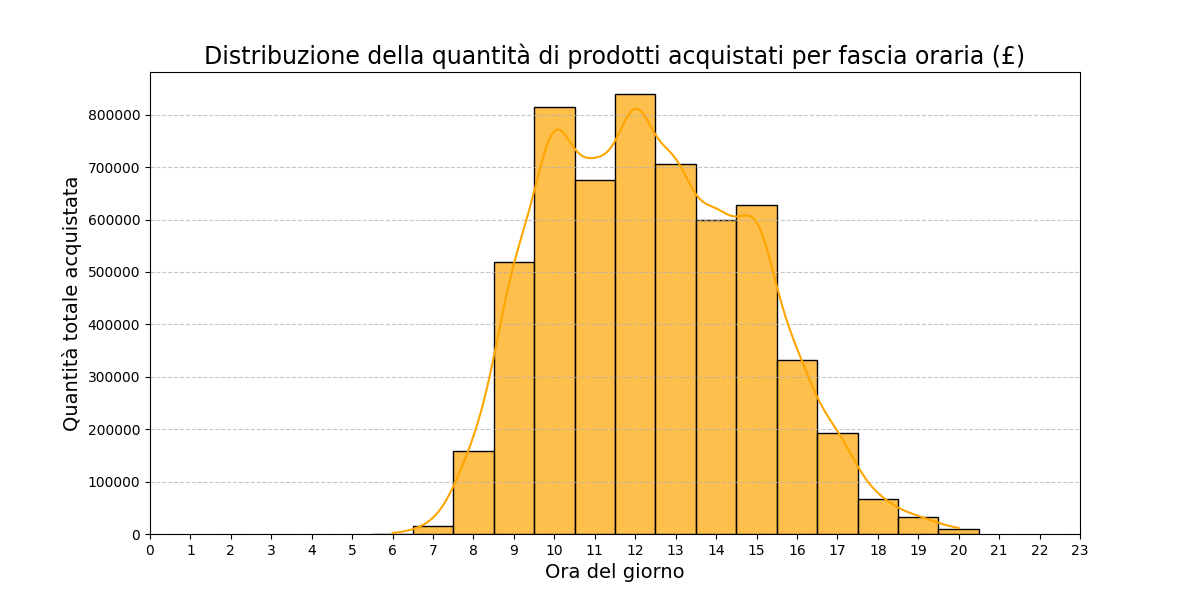 Distribuzione della quantità di prodotti acquistati per fascia oraria (£)
Quantità totale acquistata
800000
700000
600000
500000
400000
300000
200000
100000
0
0 1 2 3 4 5 6 7 8 9 10 11 12 13 14 15 16 17 18 19 20 21 22 23
Ora del giorno